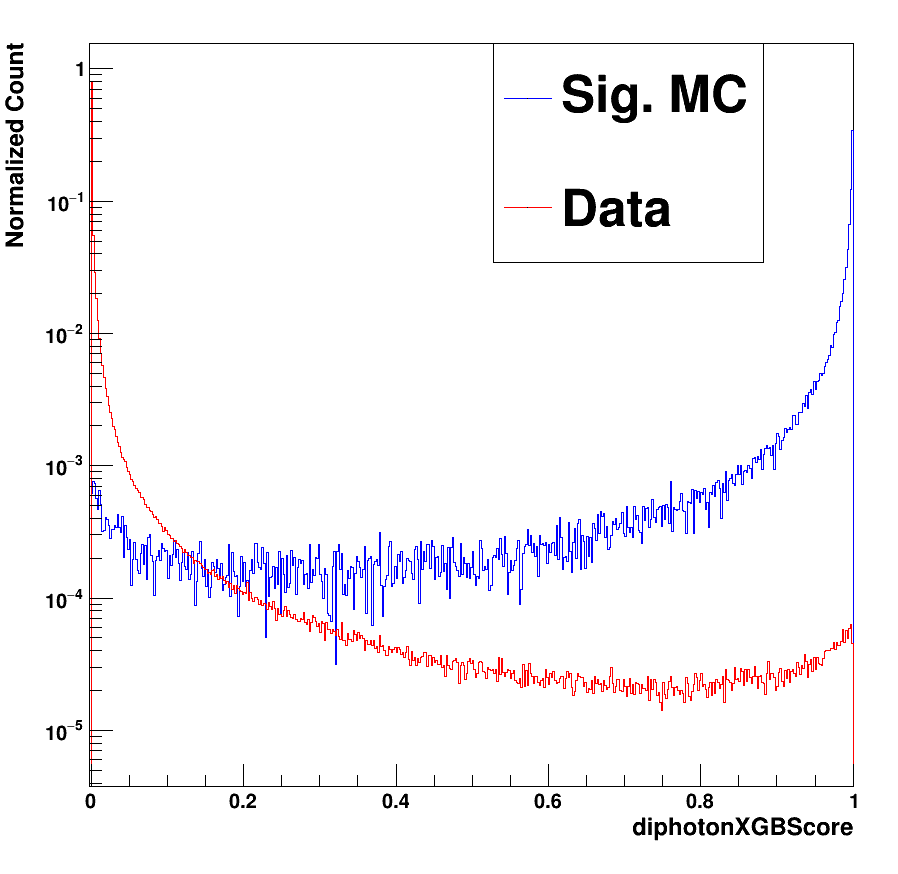 Normalized Count
1
10⁻¹
10⁻²
10⁻³
10⁻⁴
10⁻⁵
Sig. MC
Data
0 0.2 0.4 0.6 0.8 1
diphotonXGBScore